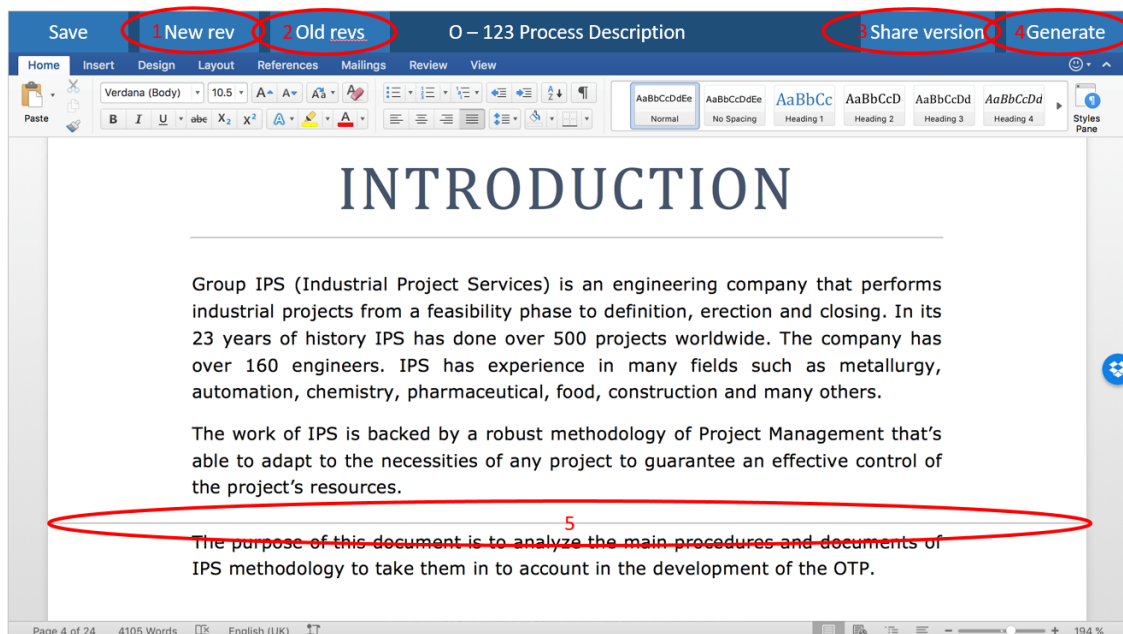 Save 1 New rev 2 Old revs O – 123 Process Description 3 Share version 4 Generate
Home Insert Design Layout References Mailings Review View
Paste Verdana (Body) 10.5 A A Aa A AaBbCcDdEe AaBbCcDdEe AaBbCc AaBbCcD AaBbCcDd AaBbCcDd
B I U abc X2 X2 A A Normal No Spacing Heading 1 Heading 2 Heading 3 Heading 4 Styles Pane
INTRODUCTION
Group IPS (Industrial Project Services) is an engineering company that performs
industrial projects from a feasibility phase to definition, erection and closing. In its
23 years of history IPS has done over 500 projects worldwide. The company has
over 160 engineers. IPS has experience in many fields such as metallurgy,
automation, chemistry, pharmaceutical, food, construction and many others.
The work of IPS is backed by a robust methodology of Project Management that's
able to adapt to the necessities of any project to guarantee an effective control of
the project's resources.
5
The purpose of this document is to analyze the main procedures and documents of
IPS methodology to take them in to account in the development of the OTP.
Page 4 of 24 4105 Words English (UK) 194 %